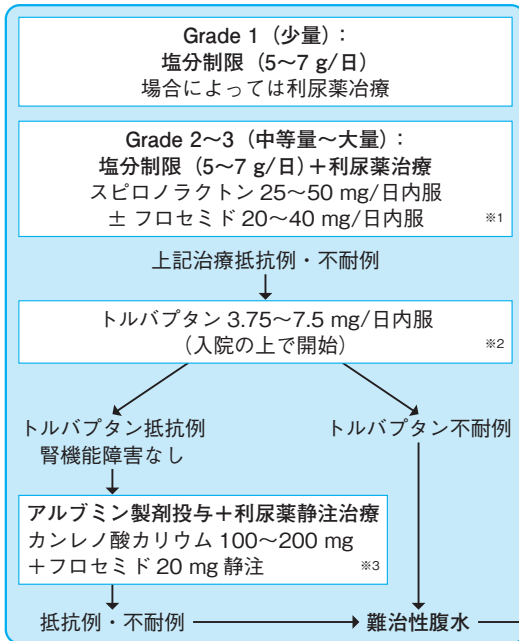 Grade 1（少量）：
塩分制限（5〜7 g/日）
場合によっては利尿薬治療
Grade 2〜3（中等量〜大量）：
塩分制限（5〜7 g/日）＋利尿薬治療
スピロノラクトン 25〜50 mg/日内服
± フロセミド 20〜40 mg/日内服 ※1
上記治療抵抗例・不耐例
トルバプタン 3.75〜7.5 mg/日内服
（入院の上で開始） ※2
トルバプタン抵抗例
腎機能障害なし
トルバプタン不耐例
アルブミン製剤投与＋利尿薬静注治療
カンレノ酸カリウム 100〜200 mg
＋フロセミド 20 mg 静注 ※3
抵抗例・不耐例
難治性腹水